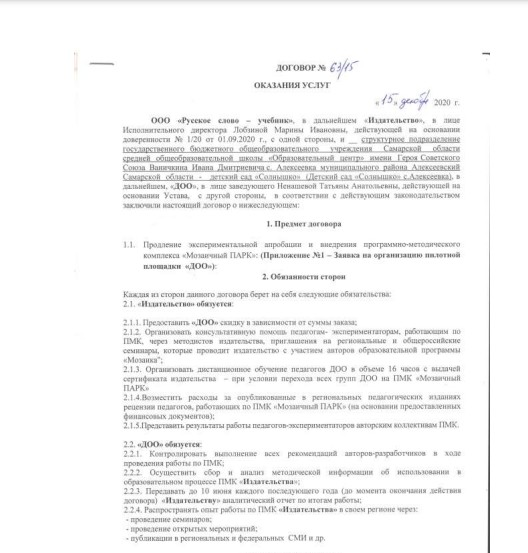 ДОГОВОР № 63/15
ОКАЗАНИЯ УСЛУГ
«15» декабр 2020 г.
ООО «Русское слово – учебник», в дальнейшем «Издательство», в лице
Исполнительного директора Лобзиной Марины Ивановны, действующей на основании
доверенности № 1/20 от 01.09.2020 г., с одной стороны, и __ структурное подразделение
государственного бюджетного общеобразовательного учреждения Самарской области
средней общеобразовательной школы «Образовательный центр» имени Героя Советского
Союза Ваничкина Ивана Дмитриевича с. Алексеевка муниципального района Алексеевский
Самарской области - детский сад «Солнышко» (Детский сад «Солнышко» с.Алексеевка), в
дальнейшем, «ДОО», в лице заведующего Ненашевой Татьяны Анатольевны, действующей на
основании Устава, с другой стороны, в соответствии с действующим законодательством
заключили настоящий договор о нижеследующем:
1. Предмет договора
1.1. Продление экспериментальной апробации и внедрения программно-методического
комплекса «Мозаичный ПАРК»: (Приложение №1 – Заявка на организацию пилотной
площадки «ДОО»):
2. Обязанности сторон
Каждая из сторон данного договора берет на себя следующие обязательства:
2.1. «Издательство» обязуется:
2.1.1. Предоставить «ДОО» скидку в зависимости от суммы заказа;
2.1.2. Организовать консультативную помощь педагогам- экспериментаторам, работающим по
ПМК, через методистов издательства, приглашения на региональные и общероссийские
семинары, которые проводит издательство с участием авторов образовательной программы
«Мозаика";
2.1.3. Организовать дистанционное обучение педагогов ДОО в объеме 16 часов с выдачей
сертификата издательства – при условии перехода всех групп ДОО на ПМК «Мозаичный
ПАРК»
2.1.4.Возместить расходы за опубликованные в региональных педагогических изданиях
рецензии педагогов, работающих по ПМК «Мозаичный ПАРК» (на основании предоставленных
финансовых документов);
2.1.5.Представить результаты работы педагогов-экспериментаторов авторским коллективам ПМК.
2.2. «ДОО» обязуется:
2.2.1. Контролировать выполнение всех рекомендаций авторов-разработчиков в ходе
проведения работы по ПМК;
2.2.2. Осуществить сбор и анализ методической информации об использовании в
образовательном процессе ПМК «Издательства»;
2.2.3. Передавать до 10 июня каждого последующего года (до момента окончания действия
договора) «Издательству» аналитический отчет по итогам работы;
2.2.4. Распространять опыт работы по ПМК «Издательства» в своем регионе через:
- проведение семинаров;
- проведение открытых мероприятий;
- публикации в региональных и федеральных СМИ и др.